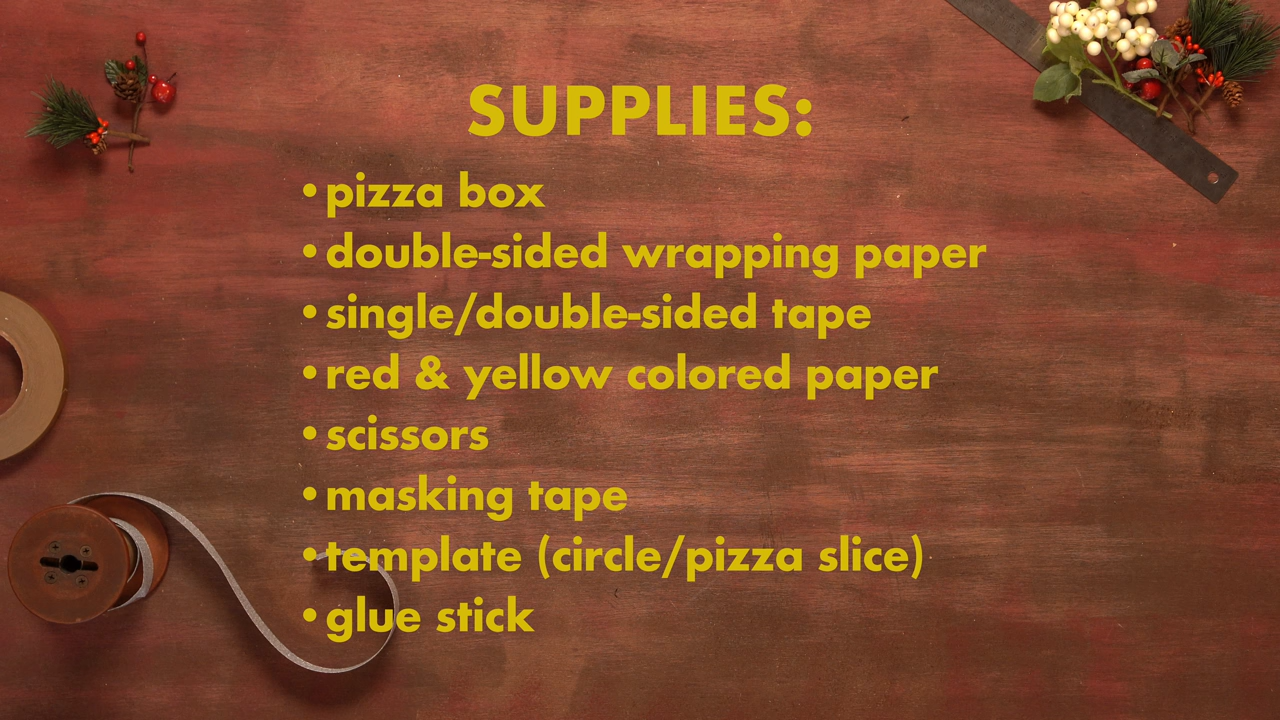 SUPPLIES:
• pizza box
• double-sided wrapping paper
• single/double-sided tape
• red & yellow colored paper
• scissors
• masking tape
• template (circle/pizza slice)
• glue stick